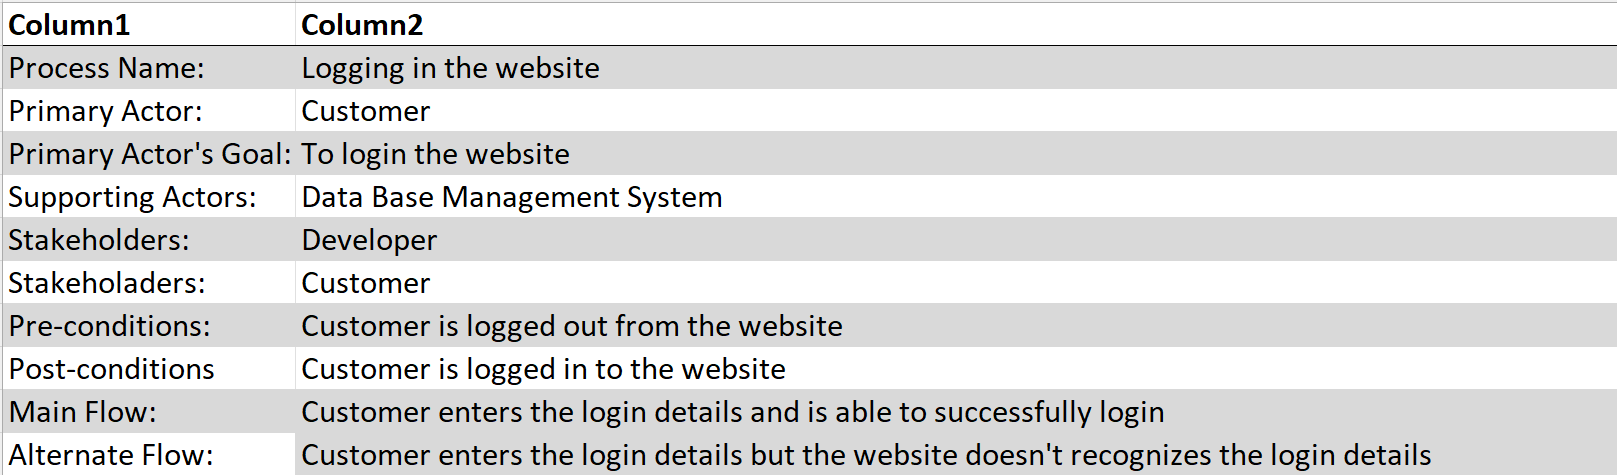 Column1 Column2
Process Name: Logging in the website
Primary Actor: Customer
Primary Actor's Goal: To login the website
Supporting Actors: Data Base Management System
Stakeholders: Developer
Stakeholaders: Customer
Pre-conditions: Customer is logged out from the website
Post-conditions Customer is logged in to the website
Main Flow: Customer enters the login details and is able to successfully login
Alternate Flow: Customer enters the login details but the website doesn't recognizes the login details